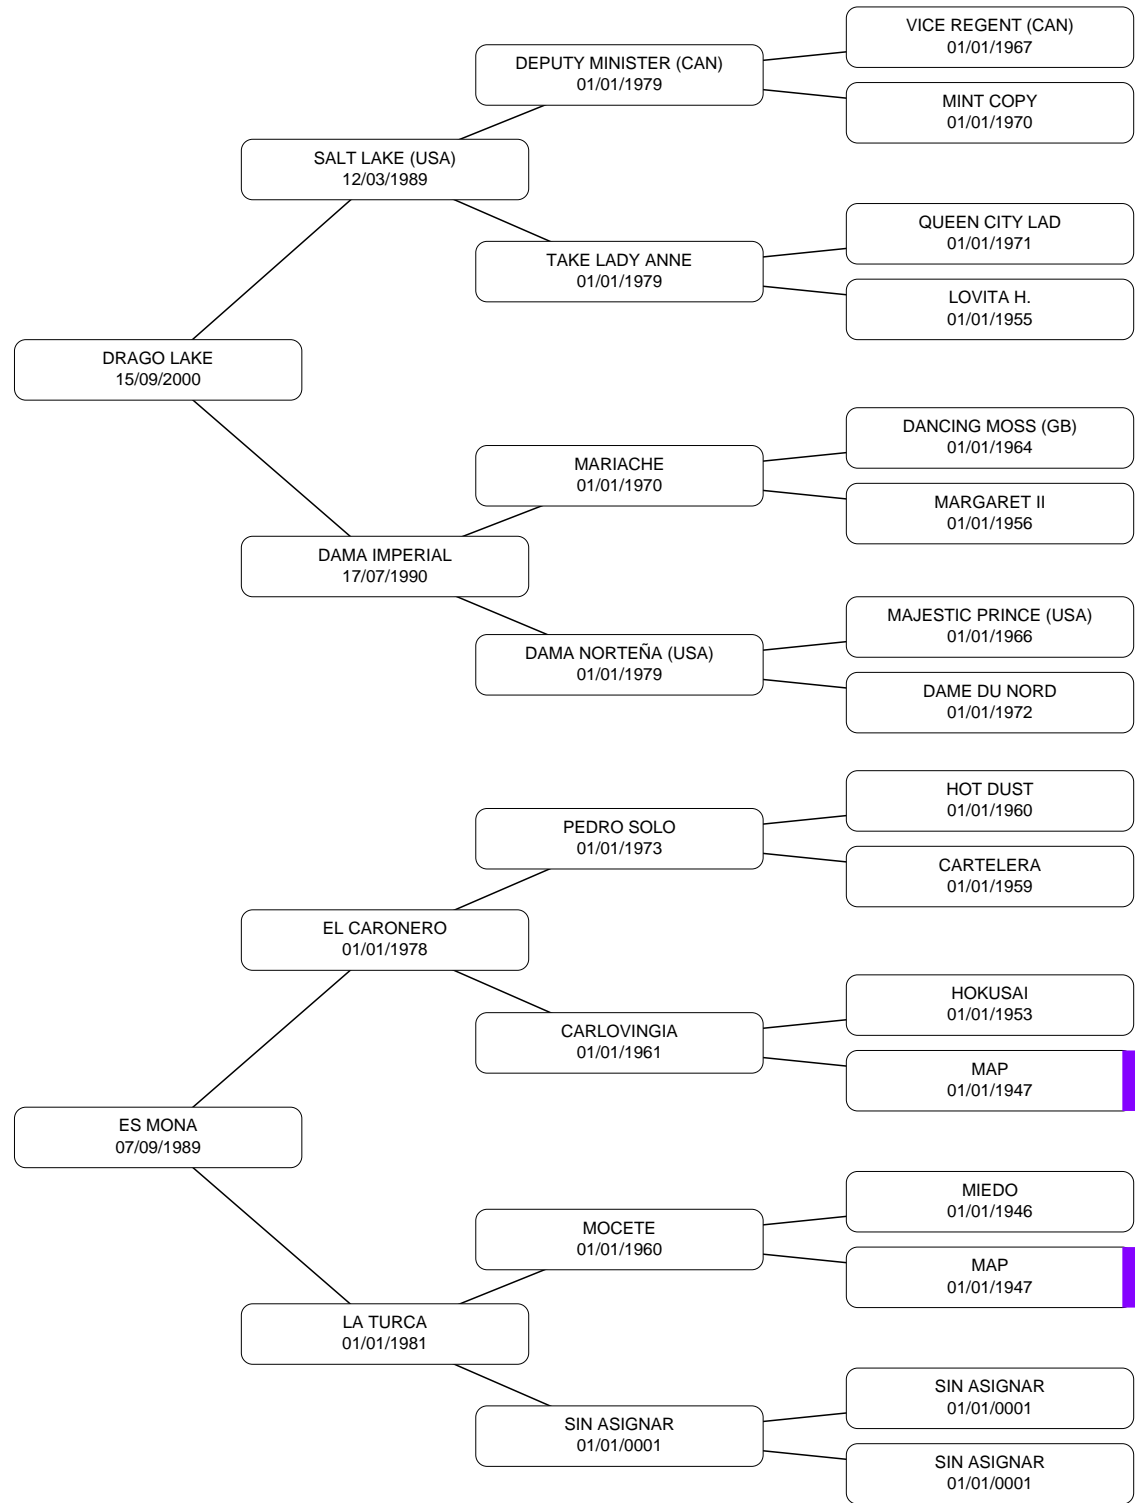 VICE REGENT (CAN)
01/01/1967
DEPUTY MINISTER (CAN)
01/01/1979
MINT COPY
01/01/1970
SALT LAKE (USA)
12/03/1989
QUEEN CITY LAD
01/01/1971
TAKE LADY ANNE
01/01/1979
LOVITA H.
01/01/1955
DRAGO LAKE
15/09/2000
DANCING MOSS (GB)
01/01/1964
MARIACHE
01/01/1970
MARGARET II
01/01/1956
DAMA IMPERIAL
17/07/1990
MAJESTIC PRINCE (USA)
01/01/1966
DAMA NORTEÑA (USA)
01/01/1979
DAME DU NORD
01/01/1972
HOT DUST
01/01/1960
PEDRO SOLO
01/01/1973
CARTELERA
01/01/1959
EL CARONERO
01/01/1978
HOKUSAI
01/01/1953
CARLOVINGIA
01/01/1961
MAP
01/01/1947
ES MONA
07/09/1989
MIEDO
01/01/1946
MOCETE
01/01/1960
MAP
01/01/1947
LA TURCA
01/01/1981
SIN ASIGNAR
01/01/0001
SIN ASIGNAR
01/01/0001
SIN ASIGNAR
01/01/0001